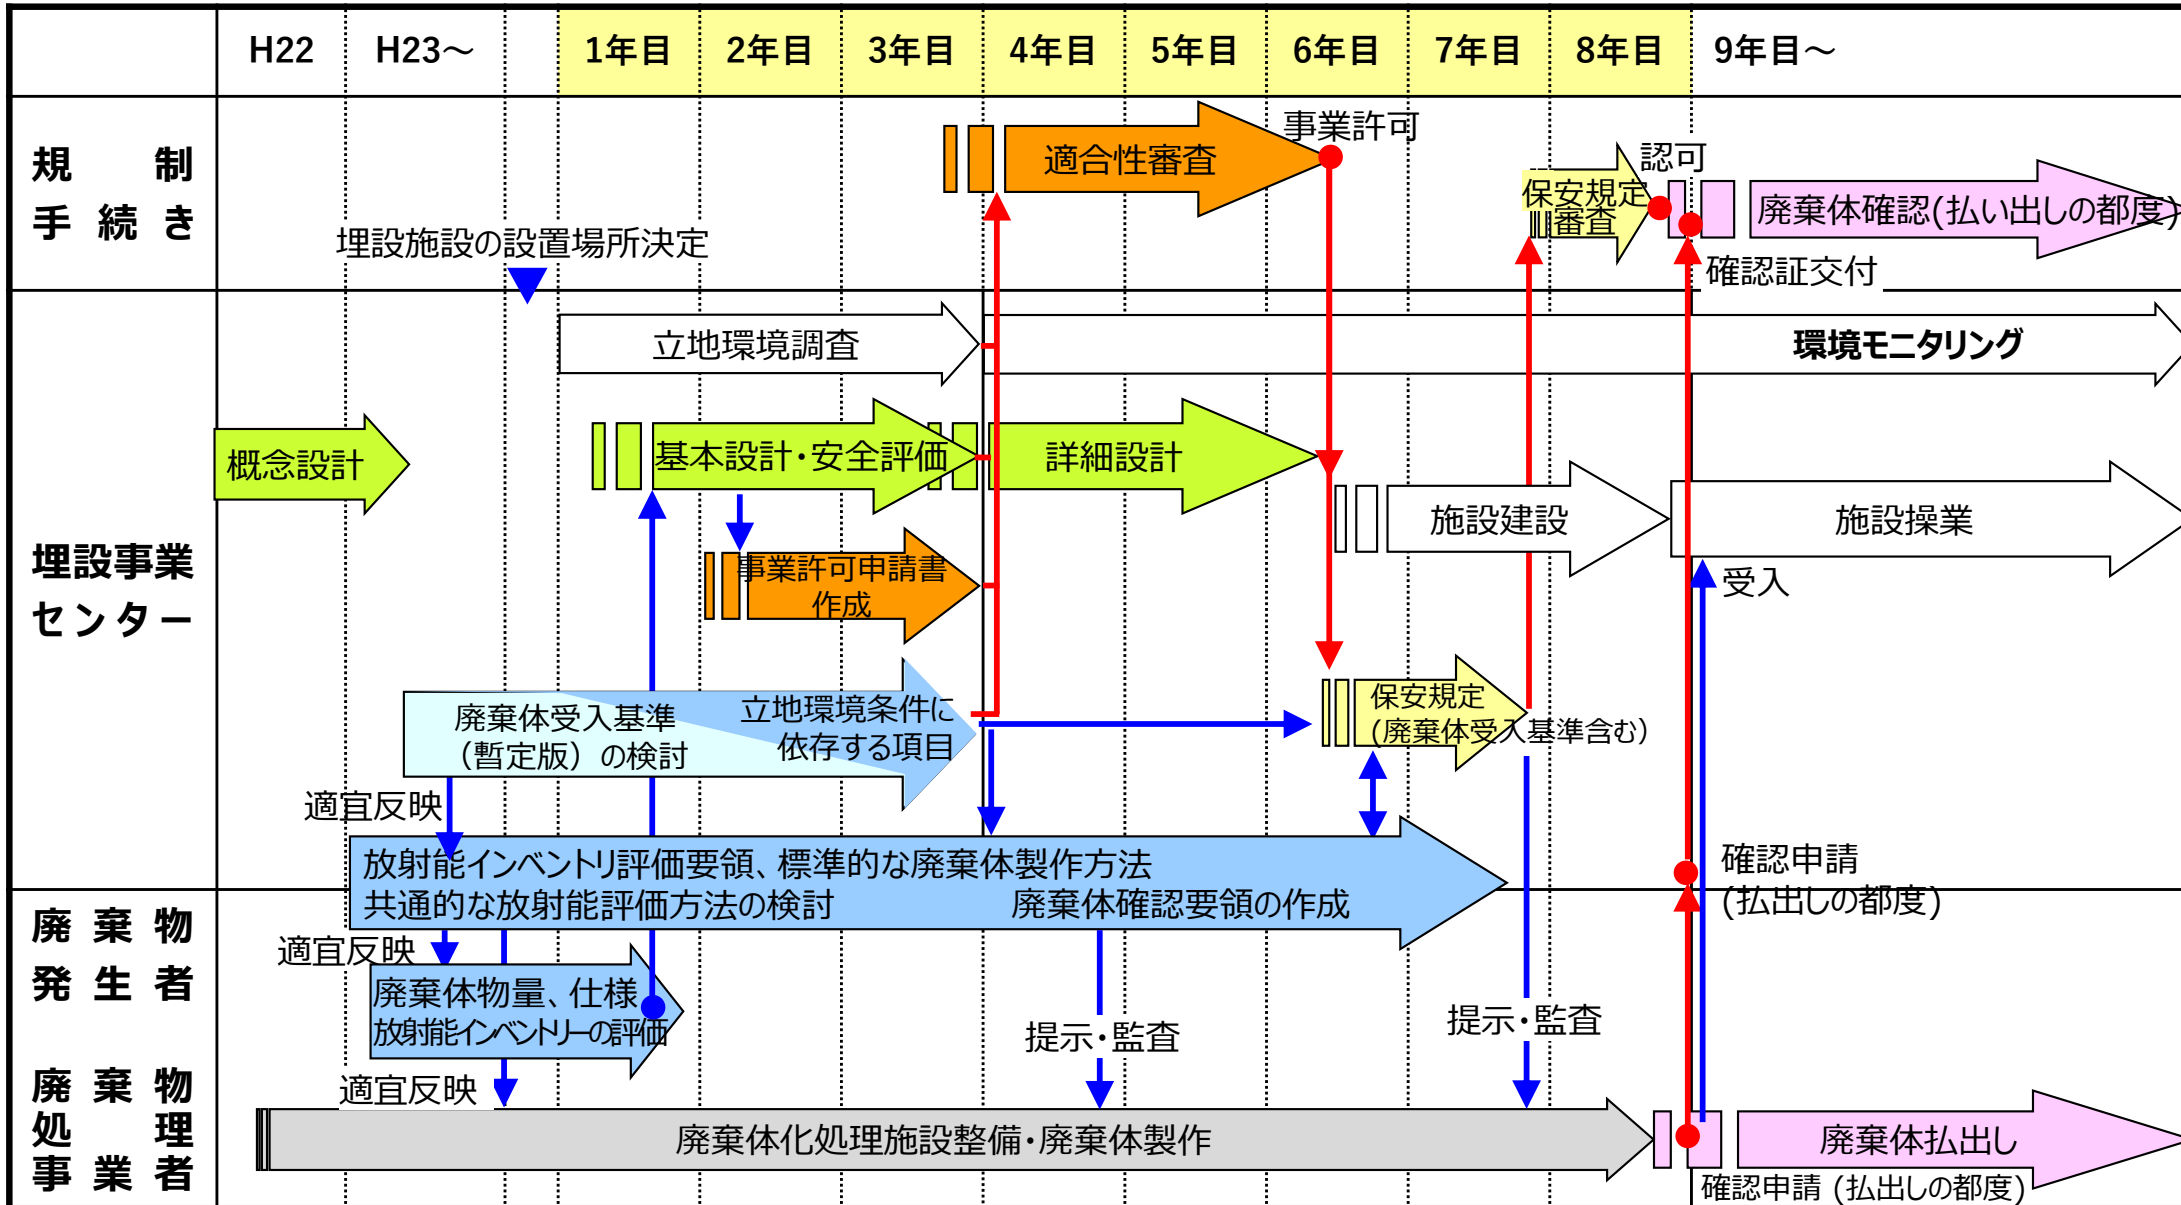 H22 H23～ 1年目 2年目 3年目 4年目 5年目 6年目 7年目 8年目 9年目～
規制
手続き
適合性審査
事業許可
保安規定
審査
認可
廃棄体確認(払い出しの都度)
確認証交付
埋設施設の設置場所決定
埋設事業
センター
立地環境調査
環境モニタリング
概念設計
基本設計・安全評価
詳細設計
施設建設
施設操業
事業許可申請書
作成
受入
廃棄体受入基準
（暫定版）の検討
立地環境条件に
依存する項目
保安規定
(廃棄体受入基準含む)
適宜反映
放射能インベントリ評価要領、標準的な廃棄体製作方法
共通的な放射能評価方法の検討 廃棄体確認要領の作成
確認申請
(払出しの都度)
廃棄物
発生者
適宜反映
廃棄体物量、仕様
放射能インベントリーの評価
提示・監査
提示・監査
廃棄物
処理
事業者
適宜反映
廃棄体化処理施設整備・廃棄体製作
廃棄体払出し
確認申請 (払出しの都度)